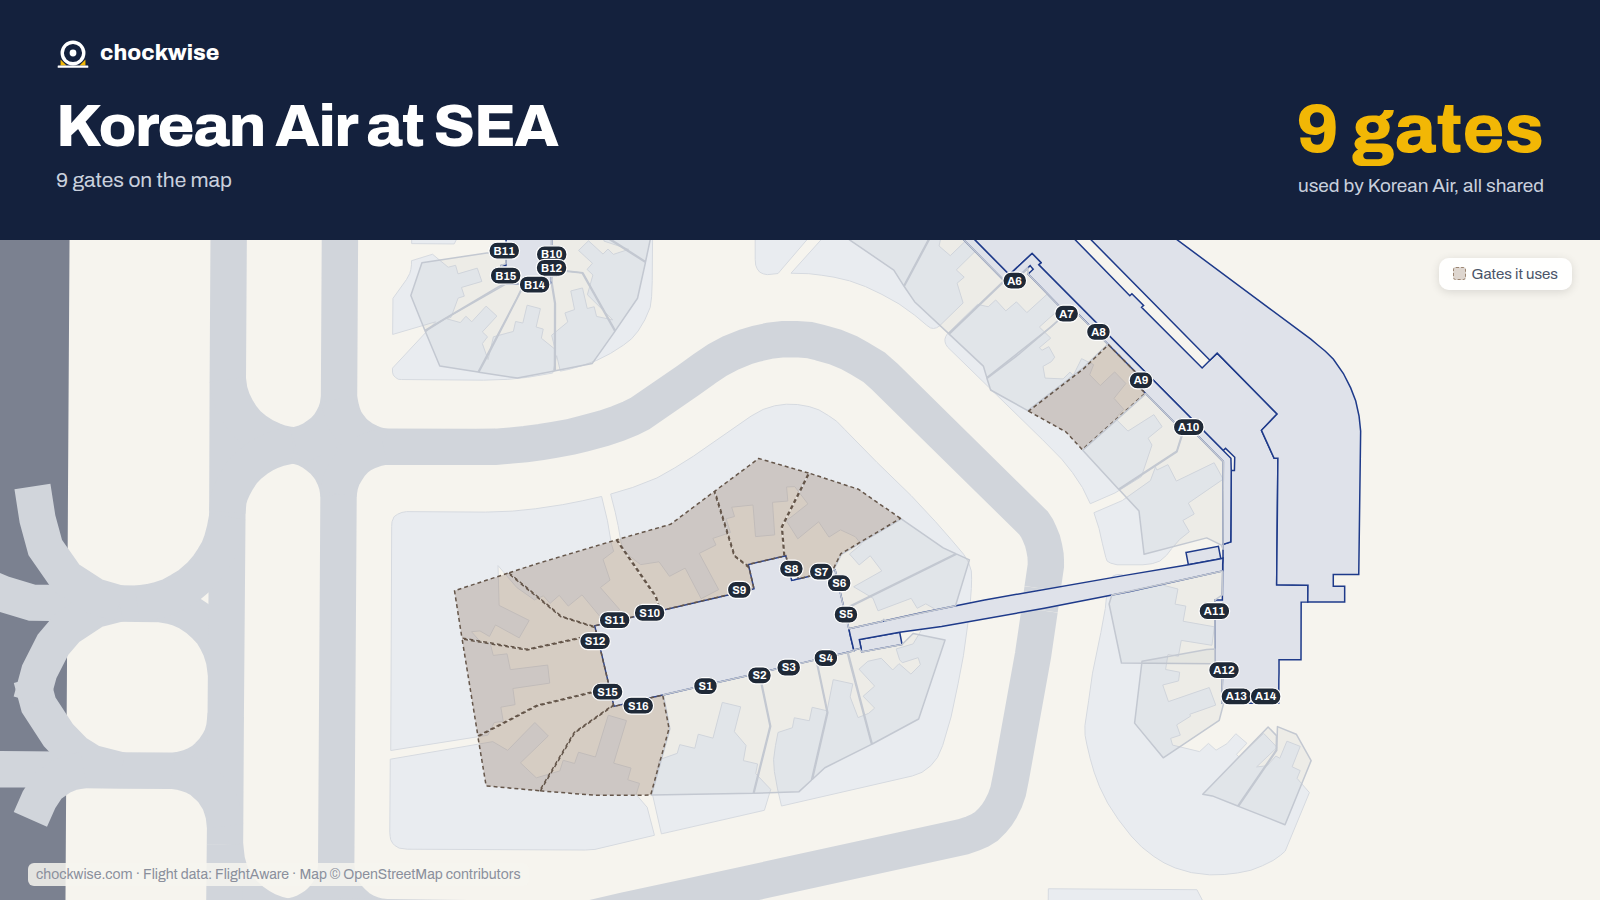 chockwise
Korean Air at SEA
9 gates on the map
9 gates
used by Korean Air, all shared
Gates it uses
B11
B10
B12
B15
B14
A6
A7
A8
A9
A10
S8
S7
S6
S9
S5
S10
S11
S12
S4
S3
S2
S1
S15
S16
A11
A12
A13
A14
chockwise.com · Flight data: FlightAware · Map © OpenStreetMap contributors